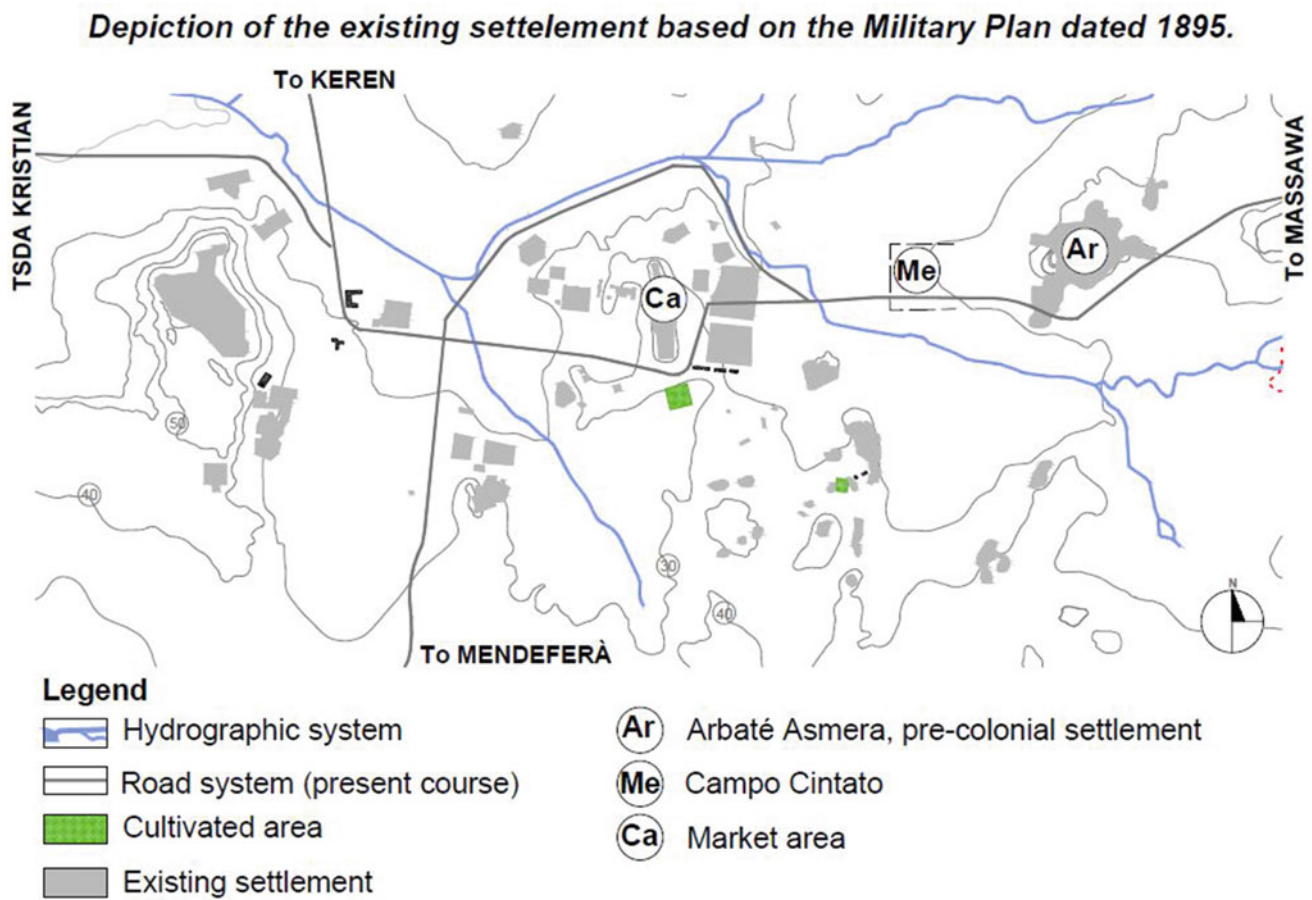 Depiction of the existing settelement based on the Military Plan dated 1895.
To KEREN
TSDA KRISTIAN
To MASSAWA
Ar
Me
Ca
50
40
30
40
N
To MENDEFERÀ
Legend
Hydrographic system
Road system (present course)
Cultivated area
Existing settlement
Ar Arbaté Asmera, pre-colonial settlement
Me Campo Cintato
Ca Market area